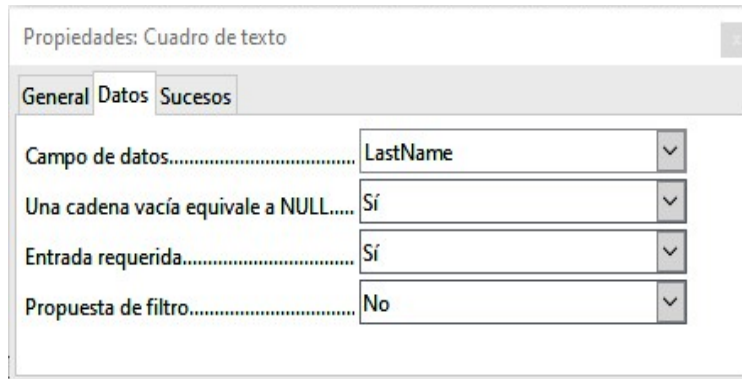 Propiedades: Cuadro de texto
General Datos Sucesos
Campo de datos...................................... LastName
Una cadena vacía equivale a NULL..... Sí
Entrada requerida................................... Sí
Propuesta de filtro.................................. No